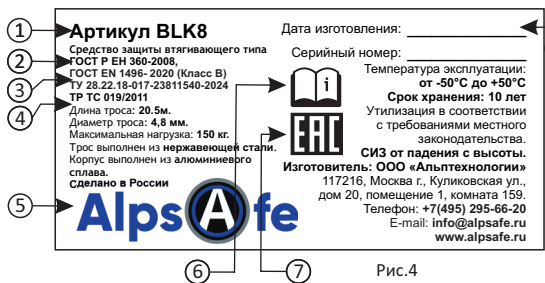 1
Артикул BLK8
Средство защиты втягивающего типа
2
ГОСТ Р ЕН 360-2008,
ГОСТ EN 1496- 2020 (Класс В)
3
ТУ 28.22.18-017-23811540-2024
ТР ТС 019/2011
4
Длина троса: 20.5м.
Диаметр троса: 4,8 мм.
Максимальная нагрузка: 150 кг.
Трос выполнен из нержавеющей стали.
Корпус выполнен из алюминиевого
сплава.
Сделано в России
5
Alps A fe
Дата изготовления:
Серийный номер:
i
EAC
Температура эксплуатации:
от -50°C до +50°C
Срок хранения: 10 лет
Утилизация в соответствии
с требованиями местного
законодательства.
СИЗ от падения с высоты.
Изготовитель: ООО «Альптехнологии»
117216, Москва г., Куликовская ул.,
дом 20, помещение 1, комната 159.
Телефон: +7(495) 295-66-20
E-mail: info@alpsafe.ru
www.alpsafe.ru
6
7
Рис.4